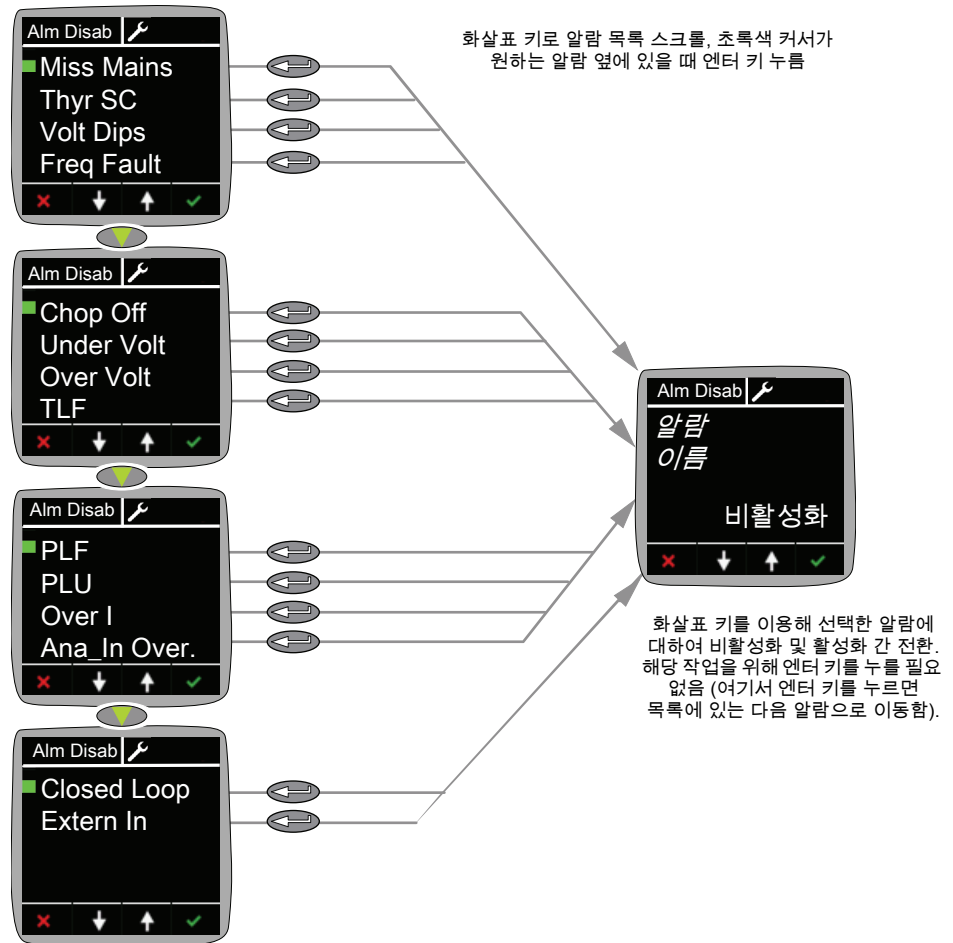 Alm Disab
Miss Mains
Thyr SC
Volt Dips
Freq Fault
화살표 키로 알람 목록 스크롤, 초록색 커서가
원하는 알람 옆에 있을 때 엔터 키 누름
Alm Disab
Chop Off
Under Volt
Over Volt
TLF
Alm Disab
PLF
PLU
Over I
Ana_In Over.
Alm Disab
Closed Loop
Extern In
Alm Disab
알람
이름
비활성화
화살표 키를 이용해 선택한 알람에
대하여 비활성화 및 활성화 간 전환.
해당 작업을 위해 엔터 키를 누를 필요
없음 (여기서 엔터 키를 누르면
목록에 있는 다음 알람으로 이동함).